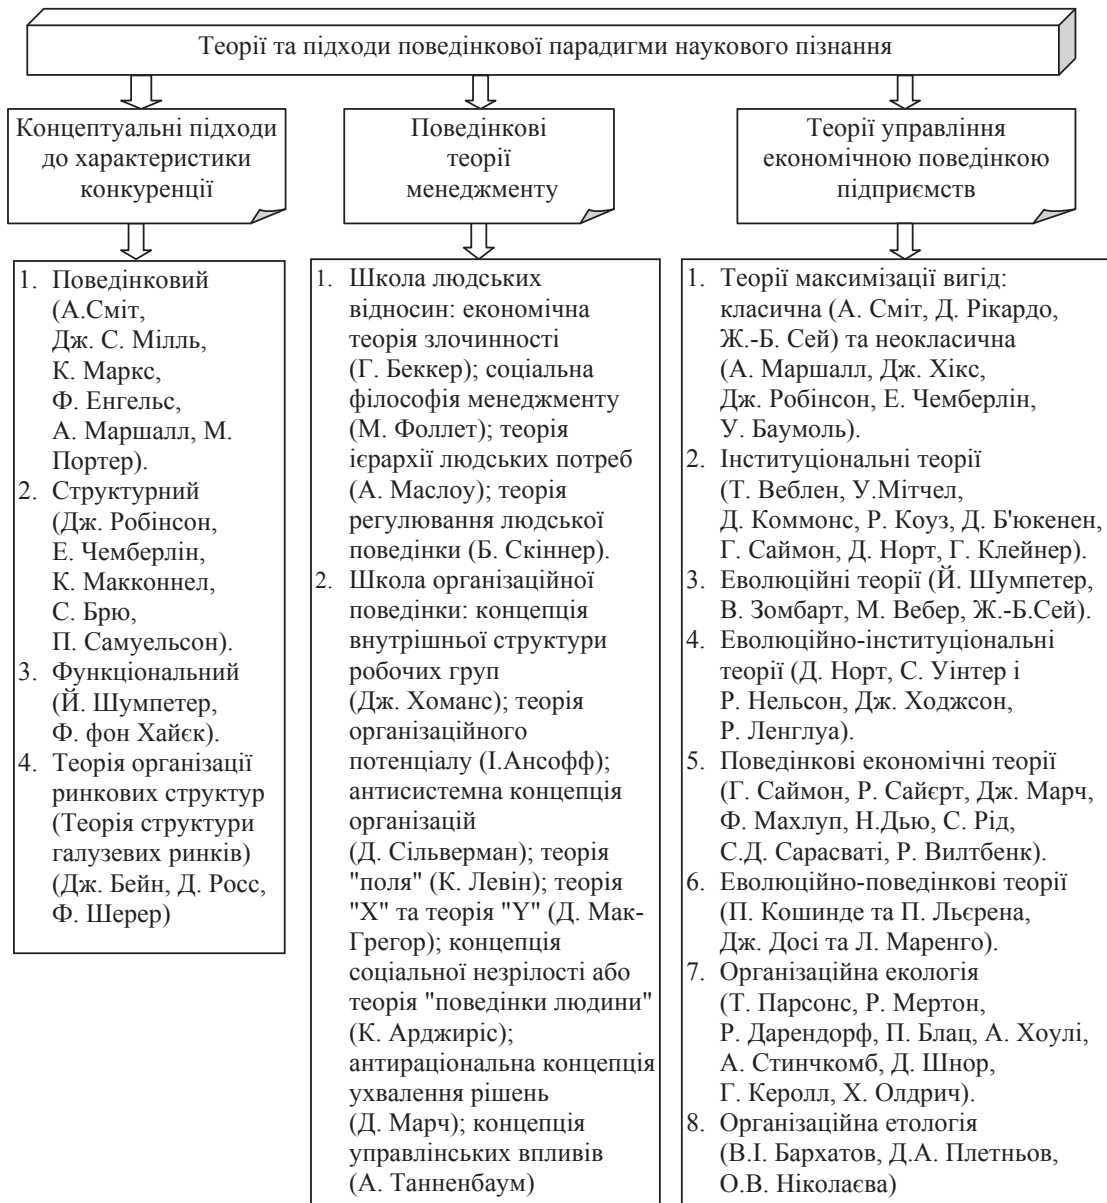 Теорії та підходи поведінкової парадигми наукового пізнання
Концептуальні підходи
до характеристики
конкуренції
Поведінкові
теорії
менеджменту
Теорії управління
економічною поведінкою
підприємств
1. Поведінковий
(А.Сміт,
Дж. С. Мілль,
К. Маркс,
Ф. Енгельс,
А. Маршалл, М.
Портер).
2. Структурний
(Дж. Робінсон,
Е. Чемберлін,
К. Макконнел,
С. Брю,
П. Самуельсон).
3. Функціональний
(Й. Шумпетер,
Ф. фон Хайєк).
4. Теорія організації
ринкових структур
(Теорія структури
галузевих ринків)
(Дж. Бейн, Д. Росс,
Ф. Шерер)
1. Школа людських
відносин: економічна
теорія злочинності
(Г. Беккер); соціальна
філософія менеджменту
(М. Фоллет); теорія
ієрархії людських потреб
(А. Маслоу); теорія
регулювання людської
поведінки (Б. Скіннер).
2. Школа організаційної
поведінки: концепція
внутрішньої структури
робочих груп
(Дж. Хоманс); теорія
організаційного
потенціалу (І.Ансофф);
антисистемна концепція
організацій
(Д. Сільверман); теорія
"поля" (К. Левін); теорія
"X" та теорія "Y" (Д. Мак-
Грегор); концепція
соціальної незрілості або
теорія "поведінки людини"
(К. Арджиріс);
антираціональна концепція
ухвалення рішень
(Д. Марч); концепція
управлінських впливів
(А. Танненбаум)
1. Теорії максимізації вигід:
класична (А. Сміт, Д. Рікардо,
Ж.-Б. Сей) та неокласична
(А. Маршалл, Дж. Хікс,
Дж. Робінсон, Е. Чемберлін,
У. Баумоль).
2. Інституціональні теорії
(Т. Веблен, У.Мітчел,
Д. Коммонс, Р. Коуз, Д. Б'юкенен,
Г. Саймон, Д. Норт, Г. Клейнер).
3. Еволюційні теорії (Й. Шумпетер,
В. Зомбарт, М. Вебер, Ж.-Б.Сей).
4. Еволюційно-інституціональні
теорії (Д. Норт, С. Уінтер і
Р. Нельсон, Дж. Ходжсон,
Р. Ленглуа).
5. Поведінкові економічні теорії
(Г. Саймон, Р. Сайєрт, Дж. Марч,
Ф. Махлуп, Н.Дью, С. Рід,
С.Д. Сарасваті, Р. Вилтбенк).
6. Еволюційно-поведінкові теорії
(П. Кошинде та П. Льєрена,
Дж. Досі та Л. Маренго).
7. Організаційна екологія
(Т. Парсонс, Р. Мертон,
Р. Дарендорф, П. Блац, А. Хоулі,
А. Стинчкомб, Д. Шнор,
Г. Керолл, Х. Олдрич).
8. Організаційна етологія
(В.І. Бархатов, Д.А. Плетньов,
О.В. Ніколаєва)